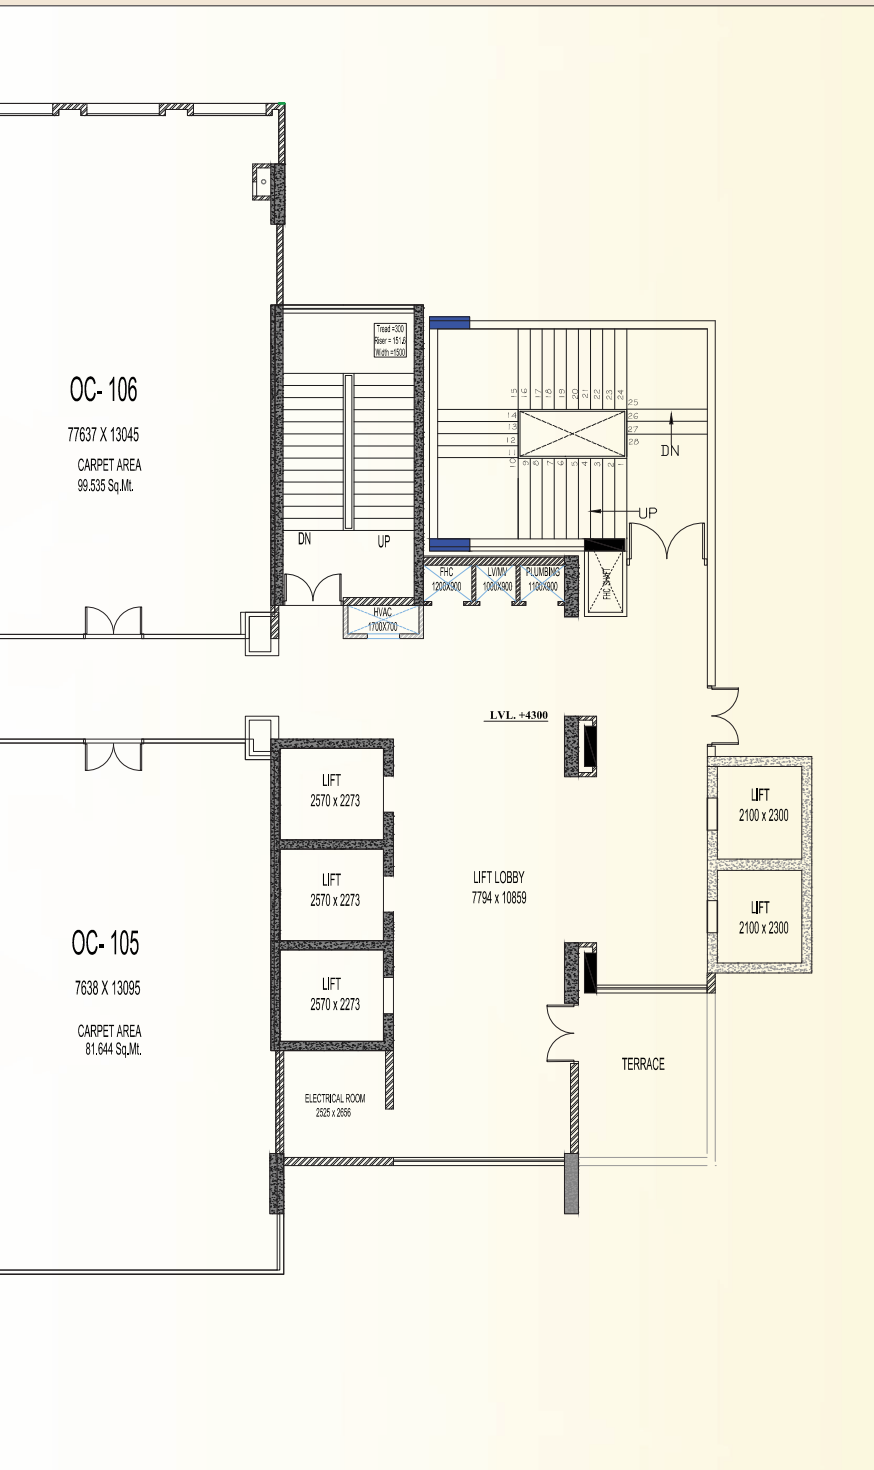 Tread =300
Riser = 151.6
Width =1500
OC- 106
77637 X 13045
CARPET AREA
99.535 Sq.Mt.
15
16
17
18
19
20
21
22
23
24
14
13
12
11
10
9
8
7
6
5
4
3
2
1
25
26
27
28
DN
UP
DN
UP
FHC
1200X900
LV/MV
1000X900
PLUMBING
1100X900
FHC SHAFT
HVAC
1700X700
LVL. +4300
LIFT
2570 x 2273
LIFT
2570 x 2273
LIFT
2570 x 2273
LIFT LOBBY
7794 x 10859
LIFT
2100 x 2300
LIFT
2100 x 2300
OC- 105
7638 X 13095
CARPET AREA
81.644 Sq.Mt.
ELECTRICAL ROOM
2525 x 2656
TERRACE